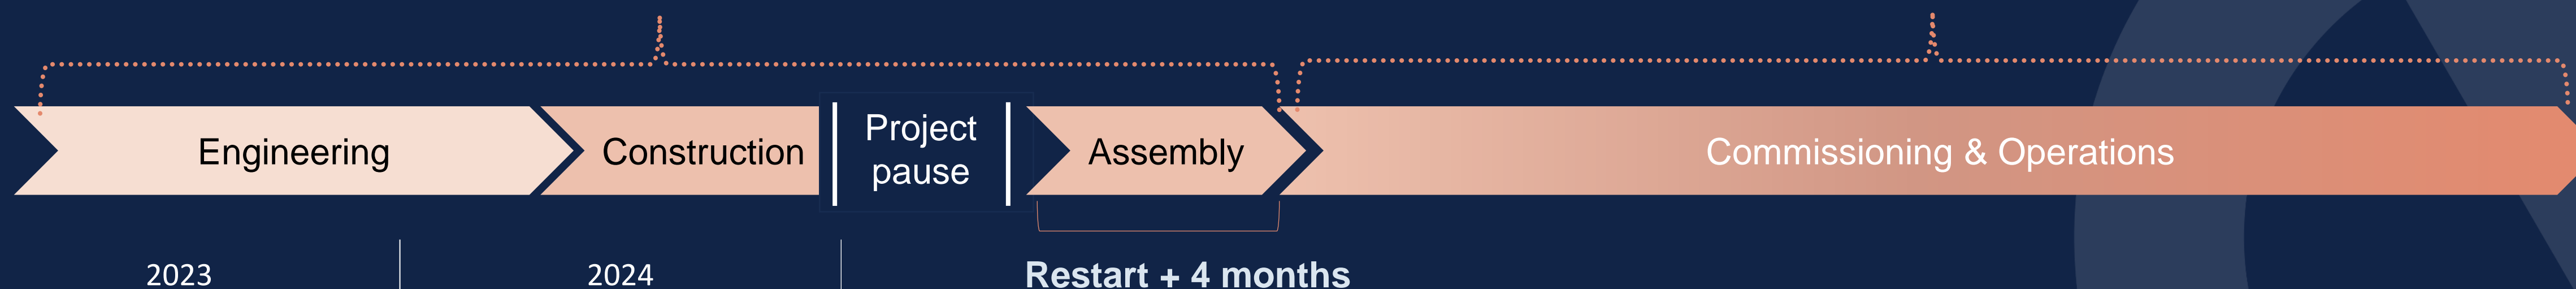 Engineering
Construction
Project
pause
Assembly
Commissioning & Operations
2023
2024
Restart + 4 months